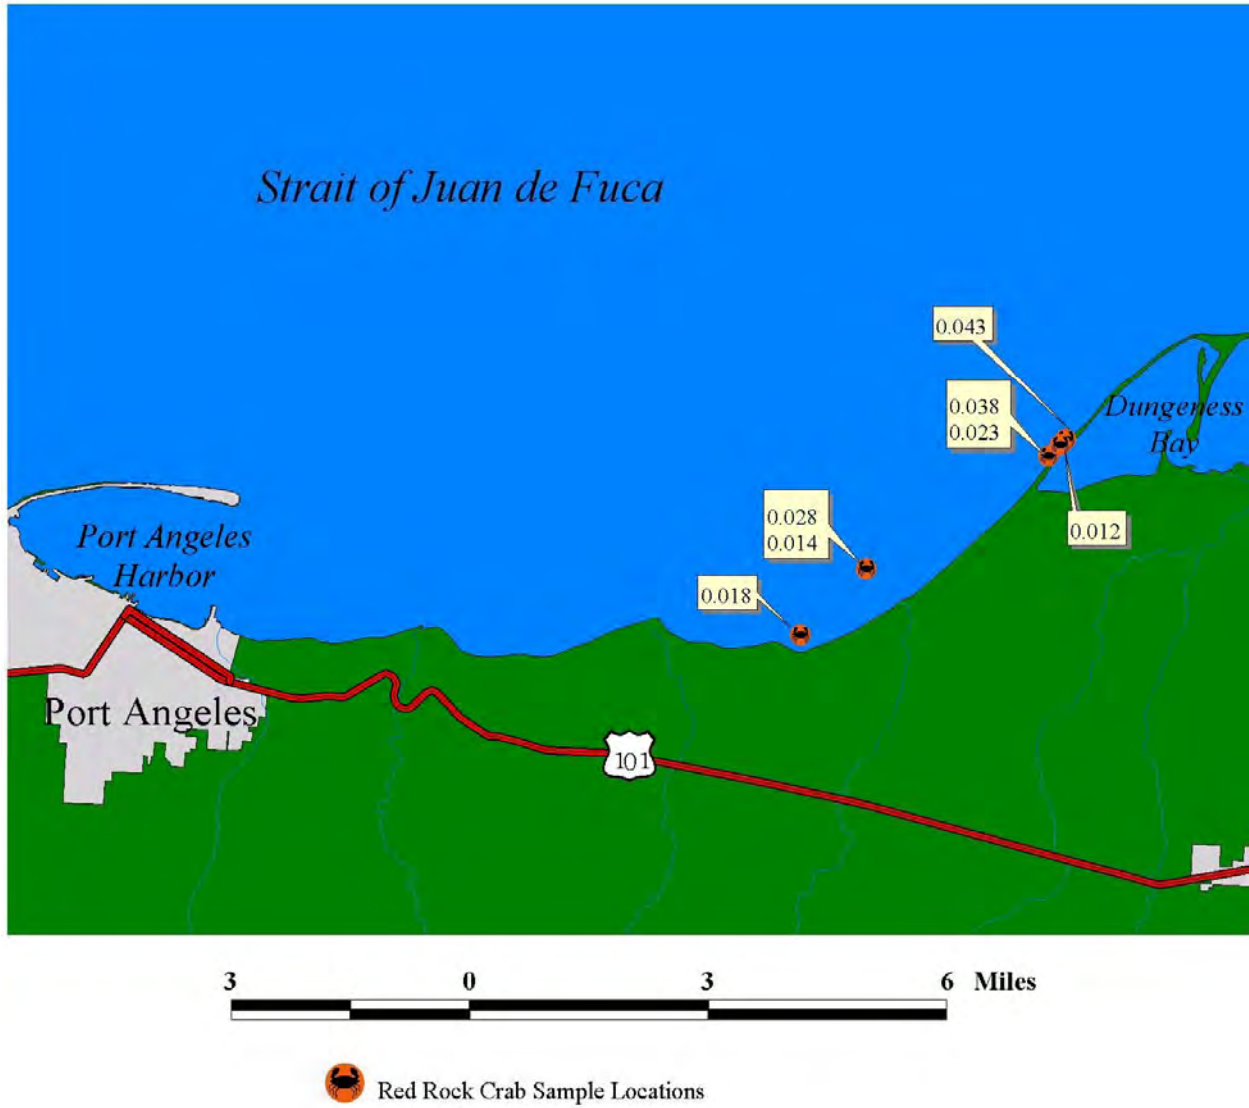 Strait of Juan de Fuca
0.043
0.038
0.023
Dungeness
Bay
0.012
0.028
0.014
Port Angeles
Harbor
0.018
Port Angeles
101
3 0 3 6 Miles
Red Rock Crab Sample Locations